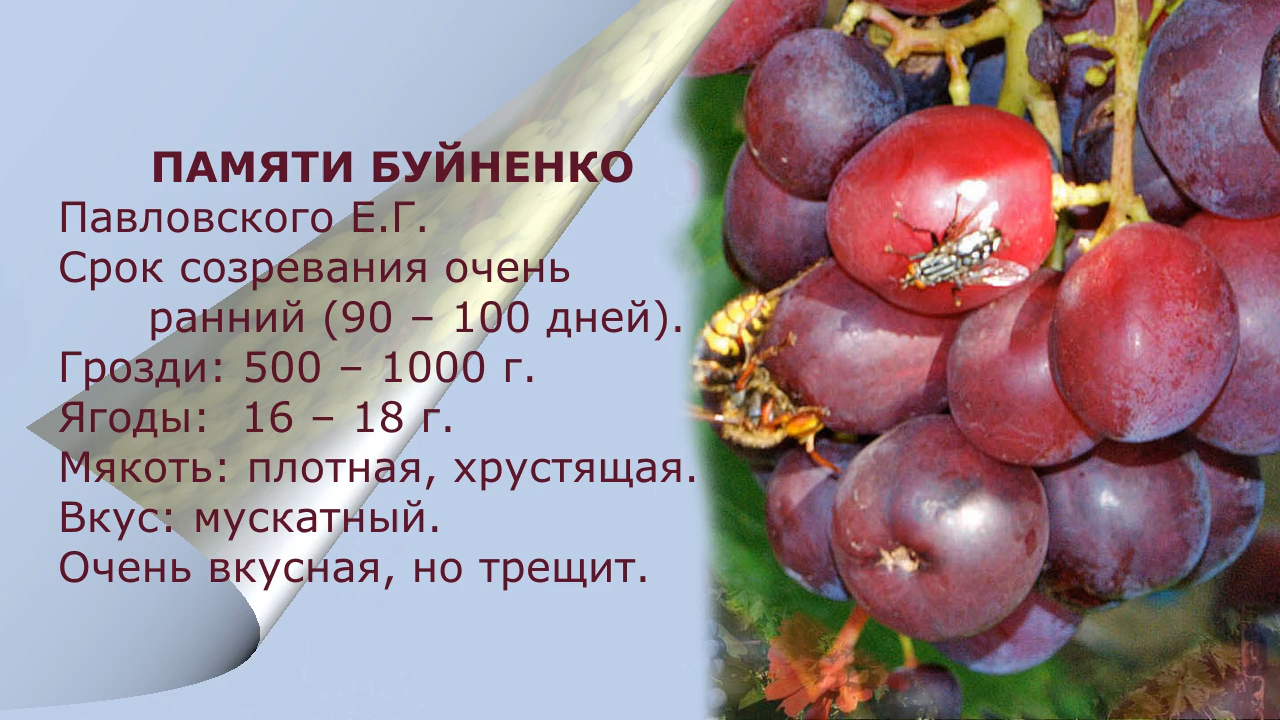 ПАМЯТИ БУЙНЕНКО
Павловского Е.Г.
Срок созревания очень
ранний (90 – 100 дней).
Грозди: 500 – 1000 г.
Ягоды: 16 – 18 г.
Мякоть: плотная, хрустящая.
Вкус: мускатный.
Очень вкусная, но трещит.